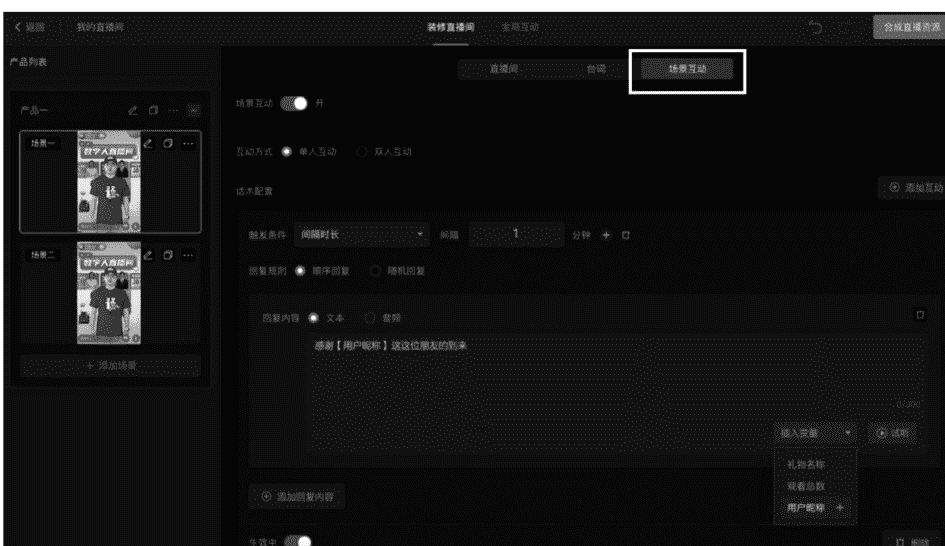 < 返回 我的直播间 装修直播间 全局互动 合成直播资源
产品列表
直播间 台词 场景互动
产品一
场景互动 开
场景一
数字人直播间
互动方式 单人互动 双人互动
话术配置 添加互动
触发条件 间隔时长 间隔 1 分钟 +
场景二
数字人直播间
回复规则 顺序回复 随机回复
回复内容 文本 音频
感谢【用户昵称】这这位朋友的到来
+ 添加场景
0/300
插入变量 试听
礼物名称
观看总数
用户昵称 +
添加回复内容
生效中 删除